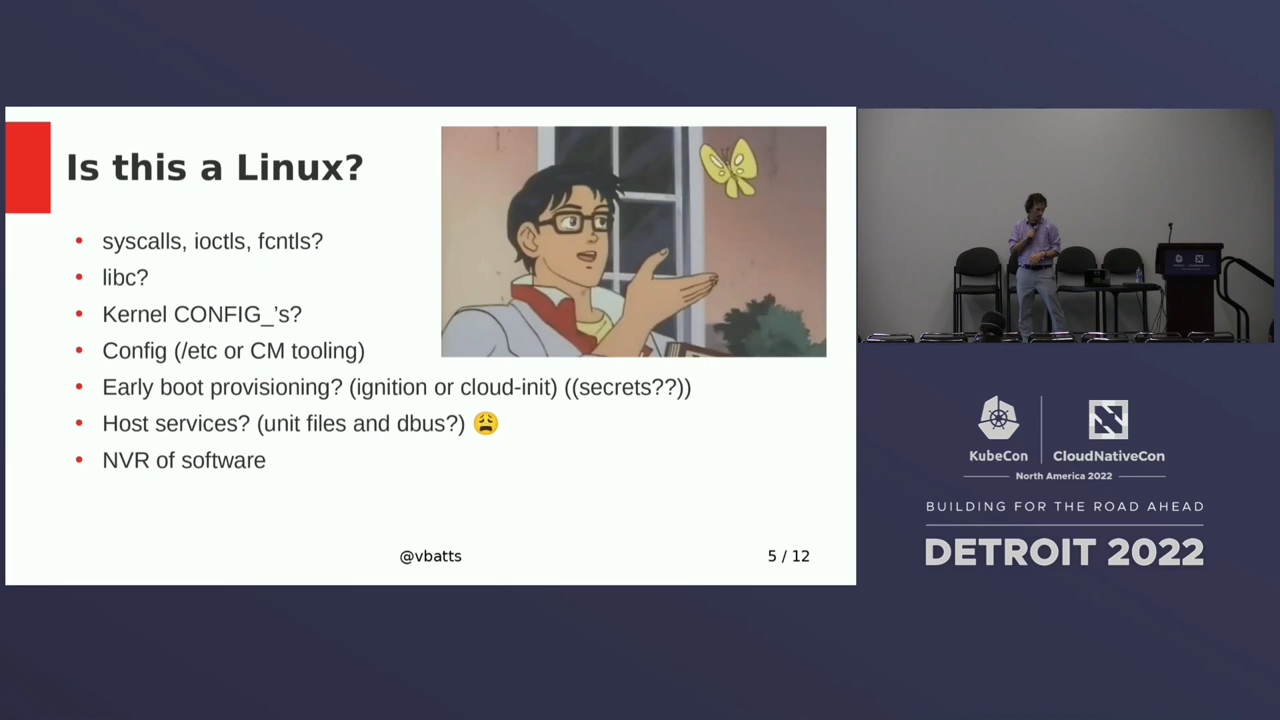 Is this a Linux?
• syscalls, ioctls, fcntls?
• libc?
• Kernel CONFIG_’s?
• Config (/etc or CM tooling)
• Early boot provisioning? (ignition or cloud-init) ((secrets??))
• Host services? (unit files and dbus?) 😩
• NVR of software
@vbatts
5 / 12
KubeCon
CloudNativeCon
North America 2022
BUILDING FOR THE ROAD AHEAD
DETROIT 2022